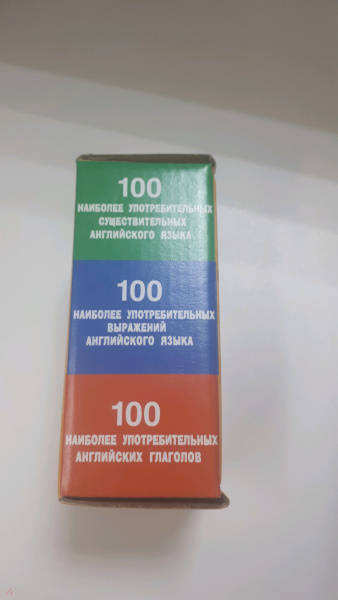 100
НАИБОЛЕЕ УПОТРЕБИТЕЛЬНЫХ
СУЩЕСТВИТЕЛЬНЫХ
АНГЛИЙСКОГО ЯЗЫКА
100
НАИБОЛЕЕ УПОТРЕБИТЕЛЬНЫХ
ВЫРАЖЕНИЙ
АНГЛИЙСКОГО ЯЗЫКА
100
НАИБОЛЕЕ УПОТРЕБИТЕЛЬНЫХ
АНГЛИЙСКИХ ГЛАГОЛОВ